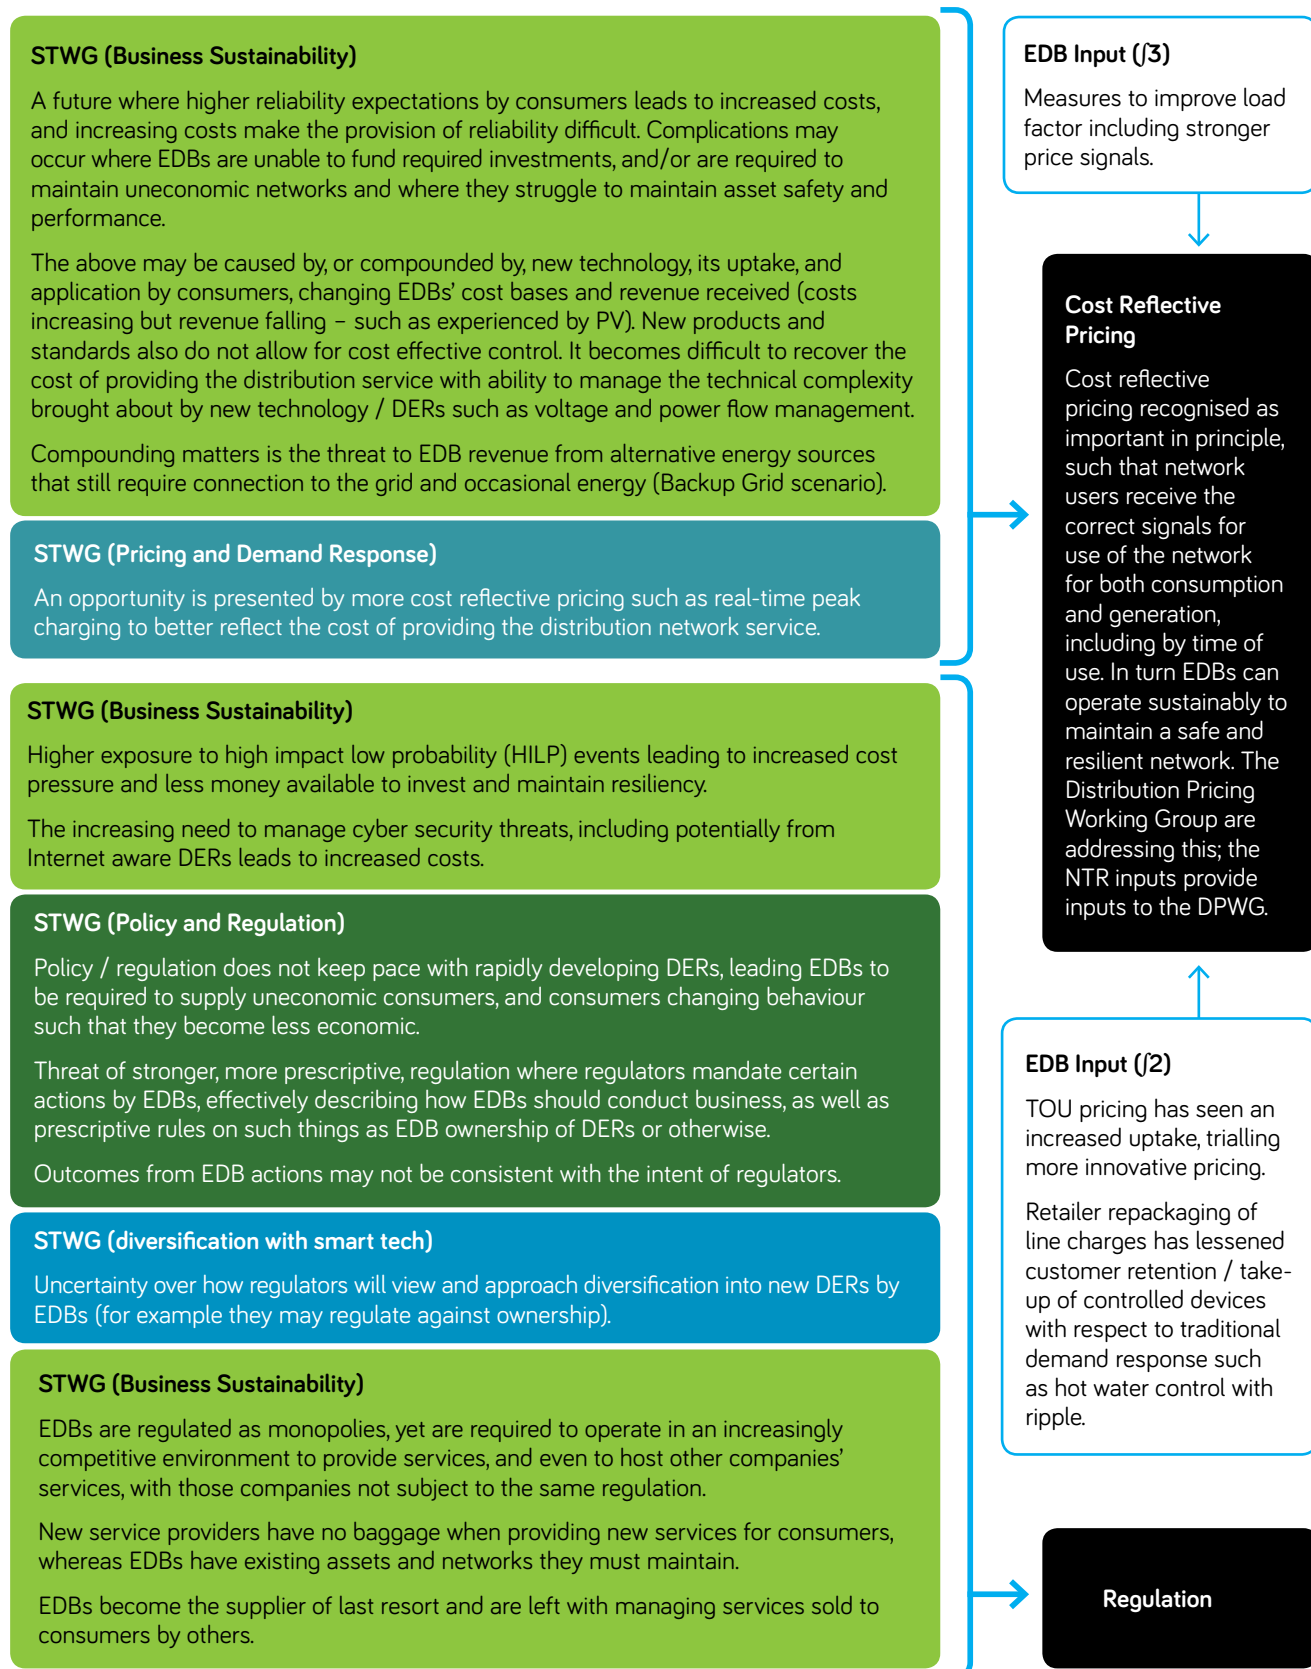 STWG (Business Sustainability)
A future where higher reliability expectations by consumers leads to increased costs,
and increasing costs make the provision of reliability difficult. Complications may
occur where EDBs are unable to fund required investments, and/or are required to
maintain uneconomic networks and where they struggle to maintain asset safety and
performance.
The above may be caused by, or compounded by, new technology, its uptake, and
application by consumers, changing EDBs’ cost bases and revenue received (costs
increasing but revenue falling – such as experienced by PV). New products and
standards also do not allow for cost effective control. It becomes difficult to recover the
cost of providing the distribution service with ability to manage the technical complexity
brought about by new technology / DERs such as voltage and power flow management.
Compounding matters is the threat to EDB revenue from alternative energy sources
that still require connection to the grid and occasional energy (Backup Grid scenario).
STWG (Pricing and Demand Response)
An opportunity is presented by more cost reflective pricing such as real-time peak
charging to better reflect the cost of providing the distribution network service.
STWG (Business Sustainability)
Higher exposure to high impact low probability (HILP) events leading to increased cost
pressure and less money available to invest and maintain resiliency.
The increasing need to manage cyber security threats, including potentially from
Internet aware DERs leads to increased costs.
STWG (Policy and Regulation)
Policy / regulation does not keep pace with rapidly developing DERs, leading EDBs to
be required to supply uneconomic consumers, and consumers changing behaviour
such that they become less economic.
Threat of stronger, more prescriptive, regulation where regulators mandate certain
actions by EDBs, effectively describing how EDBs should conduct business, as well as
prescriptive rules on such things as EDB ownership of DERs or otherwise.
Outcomes from EDB actions may not be consistent with the intent of regulators.
STWG (diversification with smart tech)
Uncertainty over how regulators will view and approach diversification into new DERs by
EDBs (for example they may regulate against ownership).
STWG (Business Sustainability)
EDBs are regulated as monopolies, yet are required to operate in an increasingly
competitive environment to provide services, and even to host other companies’
services, with those companies not subject to the same regulation.
New service providers have no baggage when providing new services for consumers,
whereas EDBs have existing assets and networks they must maintain.
EDBs become the supplier of last resort and are left with managing services sold to
consumers by others.
EDB Input (∫3)
Measures to improve load
factor including stronger
price signals.
Cost Reflective
Pricing
Cost reflective
pricing recognised as
important in principle,
such that network
users receive the
correct signals for
use of the network
for both consumption
and generation,
including by time of
use. In turn EDBs can
operate sustainably to
maintain a safe and
resilient network. The
Distribution Pricing
Working Group are
addressing this; the
NTR inputs provide
inputs to the DPWG.
EDB Input (∫2)
TOU pricing has seen an
increased uptake, trialling
more innovative pricing.
Retailer repackaging of
line charges has lessened
customer retention / take-
up of controlled devices
with respect to traditional
demand response such
as hot water control with
ripple.
Regulation